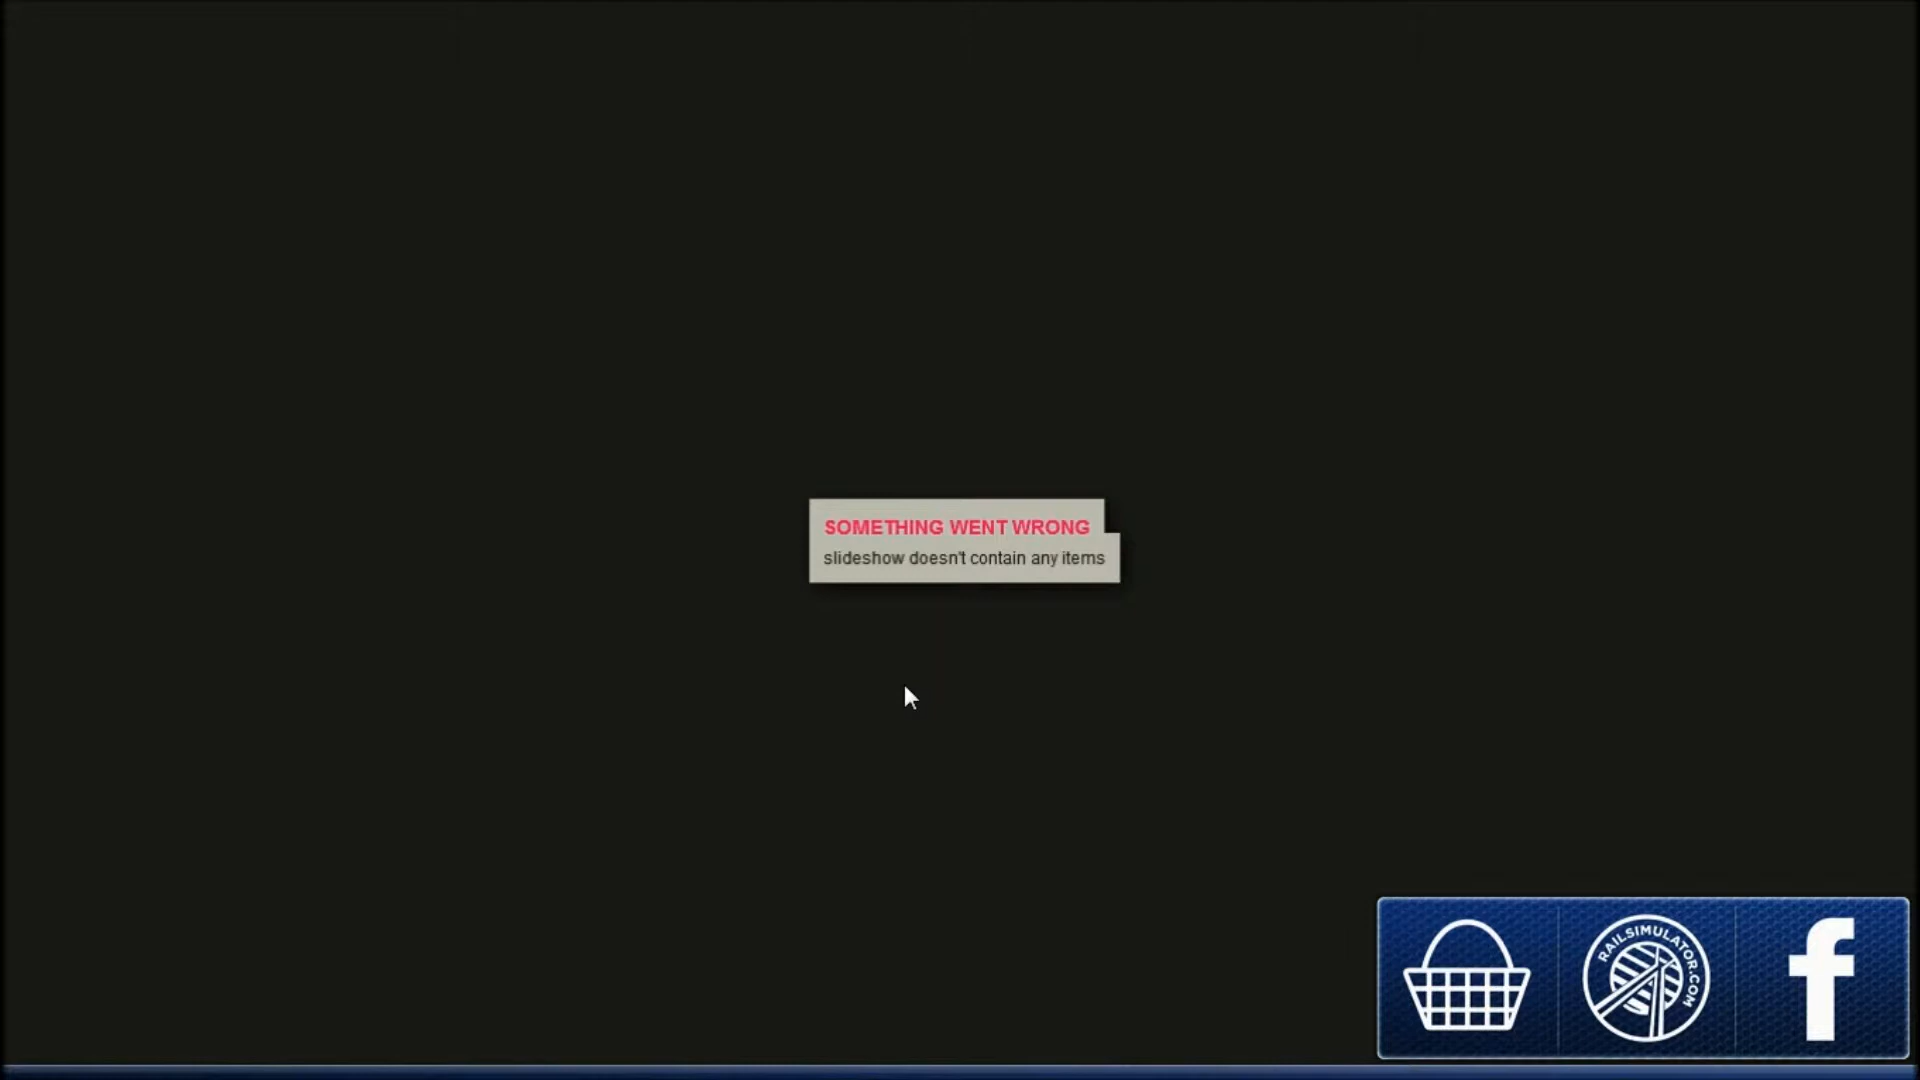 SOMETHING WENT WRONG
slideshow doesn't contain any items
RAILSIMULATOR.COM